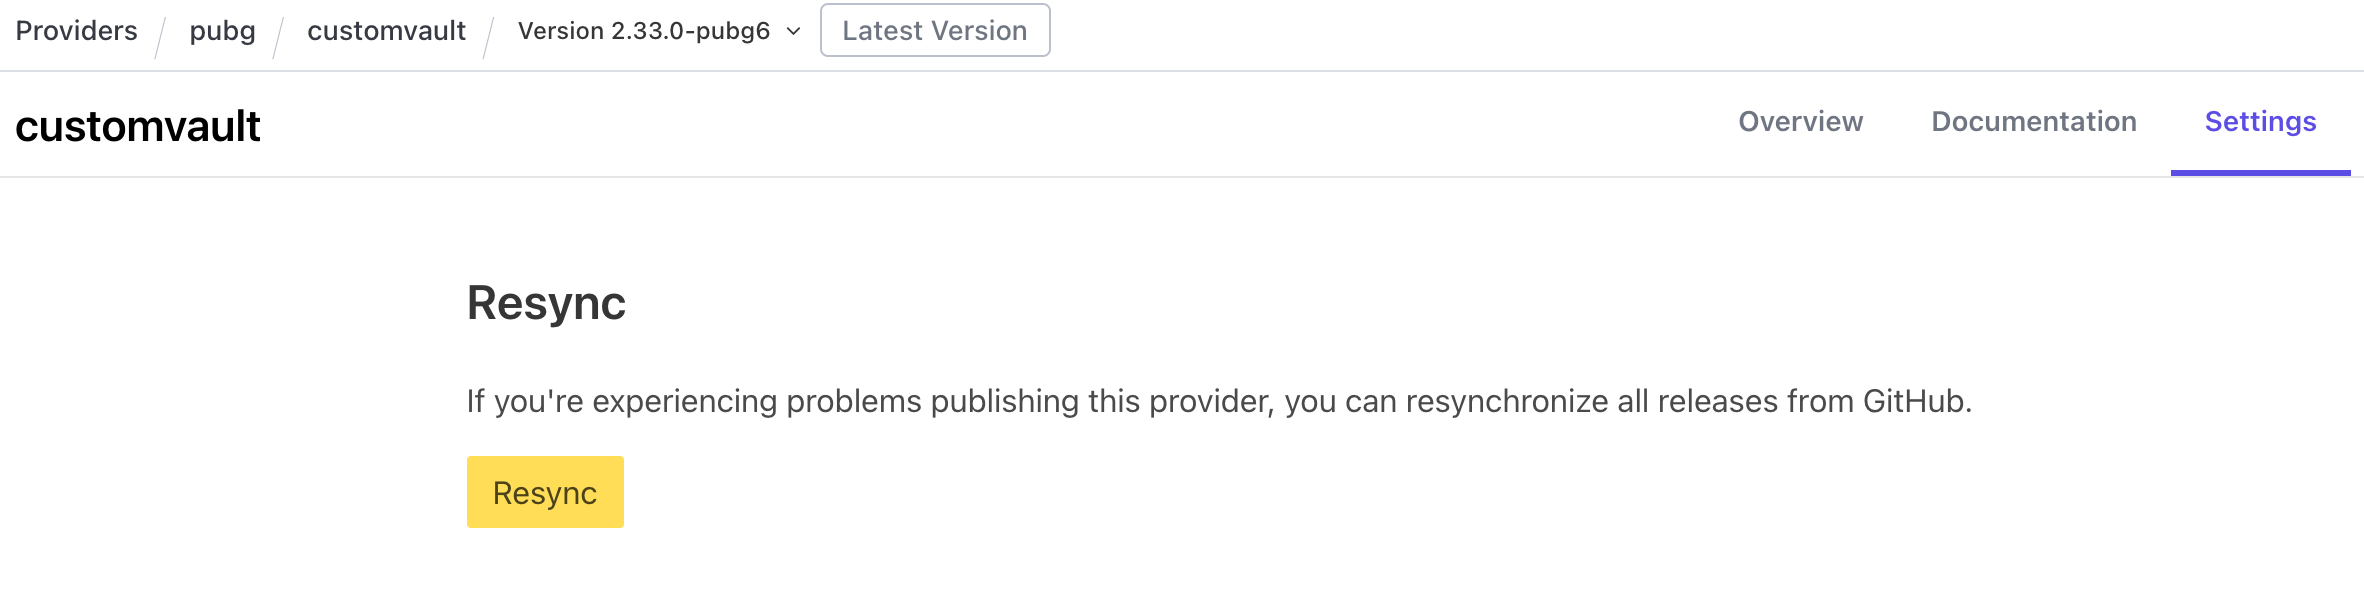 Providers / pubg / customvault / Version 2.33.0-pubg6 Latest Version
customvault Overview Documentation Settings
Resync
If you're experiencing problems publishing this provider, you can resynchronize all releases from GitHub.
Resync